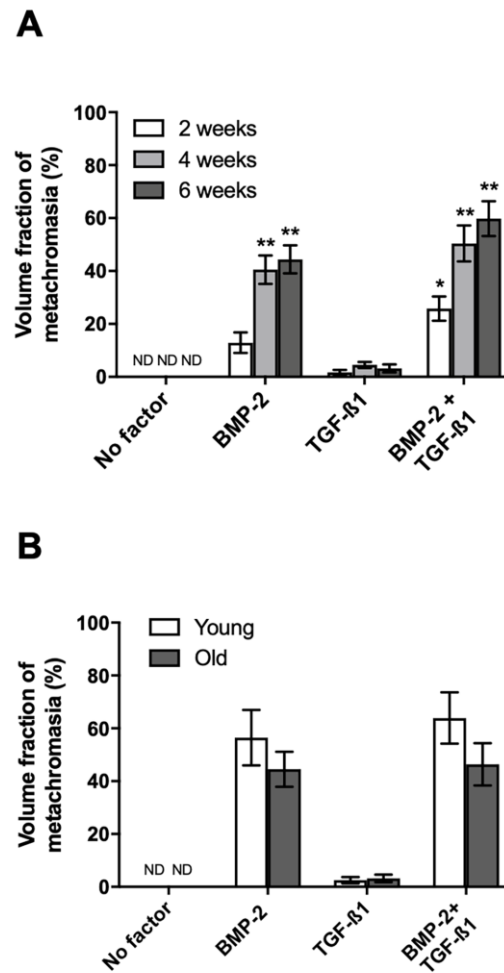 A
Volume fraction of
metachromasia (%)
100
80
60
40
20
0
2 weeks
4 weeks
6 weeks
ND ND ND
**
**
*
**
**
No factor
BMP-2
TGF-ß1
BMP-2 +
TGF-ß1
B
Volume fraction of
metachromasia (%)
100
80
60
40
20
0
Young
Old
ND ND
No factor
BMP-2
TGF-ß1
BMP-2+
TGF-ß1